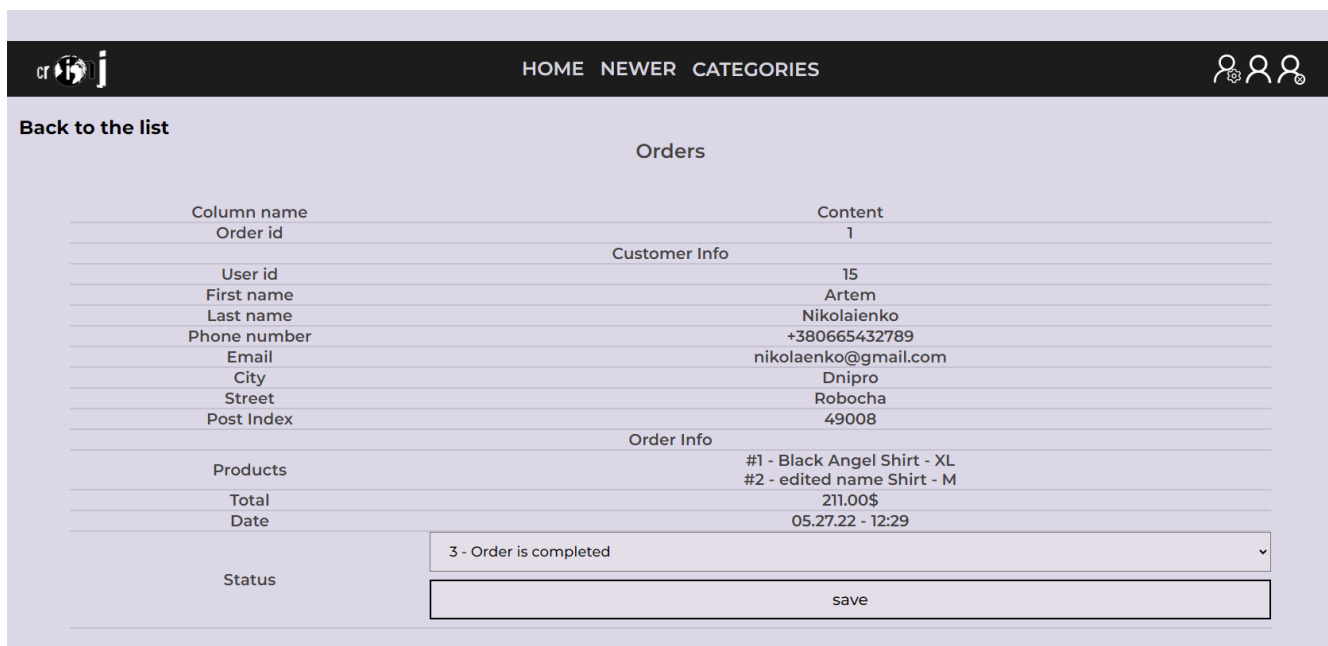 HOME NEWER CATEGORIES
Back to the list
Orders
Column name Content
Order id 1
Customer Info
User id 15
First name Artem
Last name Nikolaienko
Phone number +380665432789
Email nikolaenko@gmail.com
City Dnipro
Street Robocha
Post Index 49008
Order Info
Products
#1 - Black Angel Shirt - XL
#2 - edited name Shirt - M
Total 211.00$
Date 05.27.22 - 12:29
Status
3 - Order is completed
save